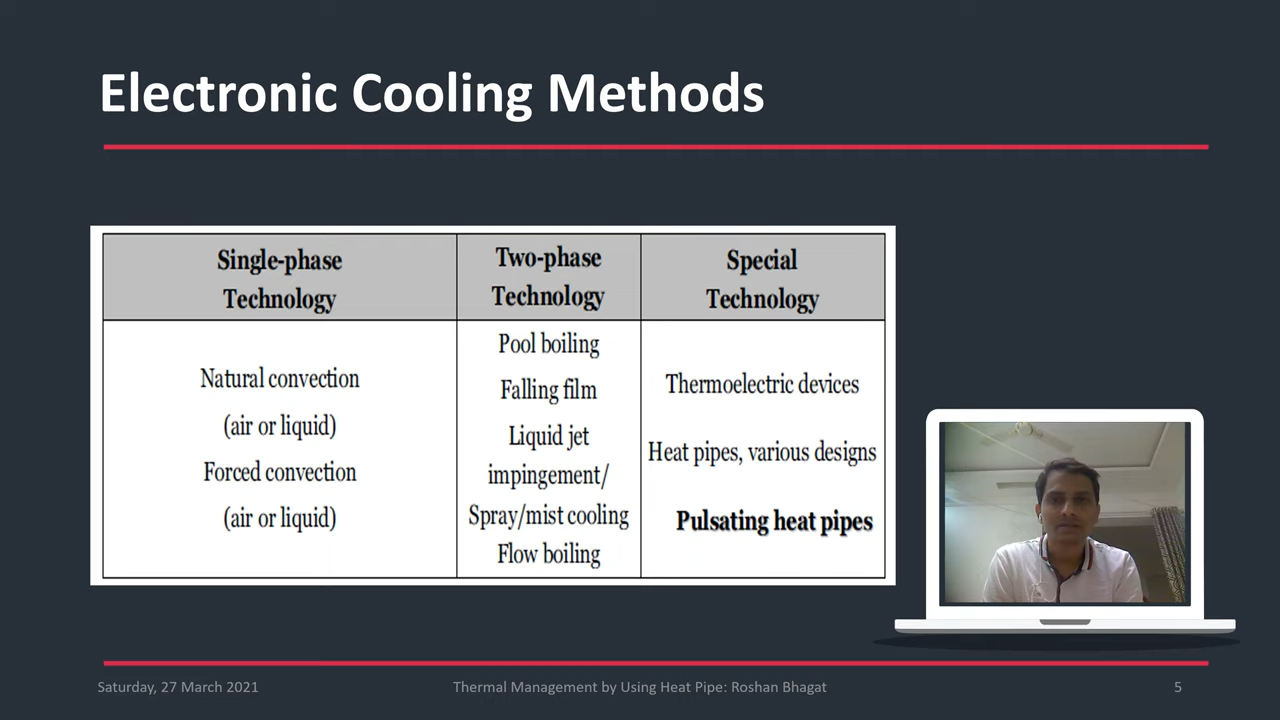 Electronic Cooling Methods
Single-phase
Technology
Two-phase
Technology
Special
Technology
Natural convection
(air or liquid)
Forced convection
(air or liquid)
Pool boiling
Falling film
Liquid jet
impingement/
Spray/mist cooling
Flow boiling
Thermoelectric devices
Heat pipes, various designs
Pulsating heat pipes
Saturday, 27 March 2021
Thermal Management by Using Heat Pipe: Roshan Bhagat
5